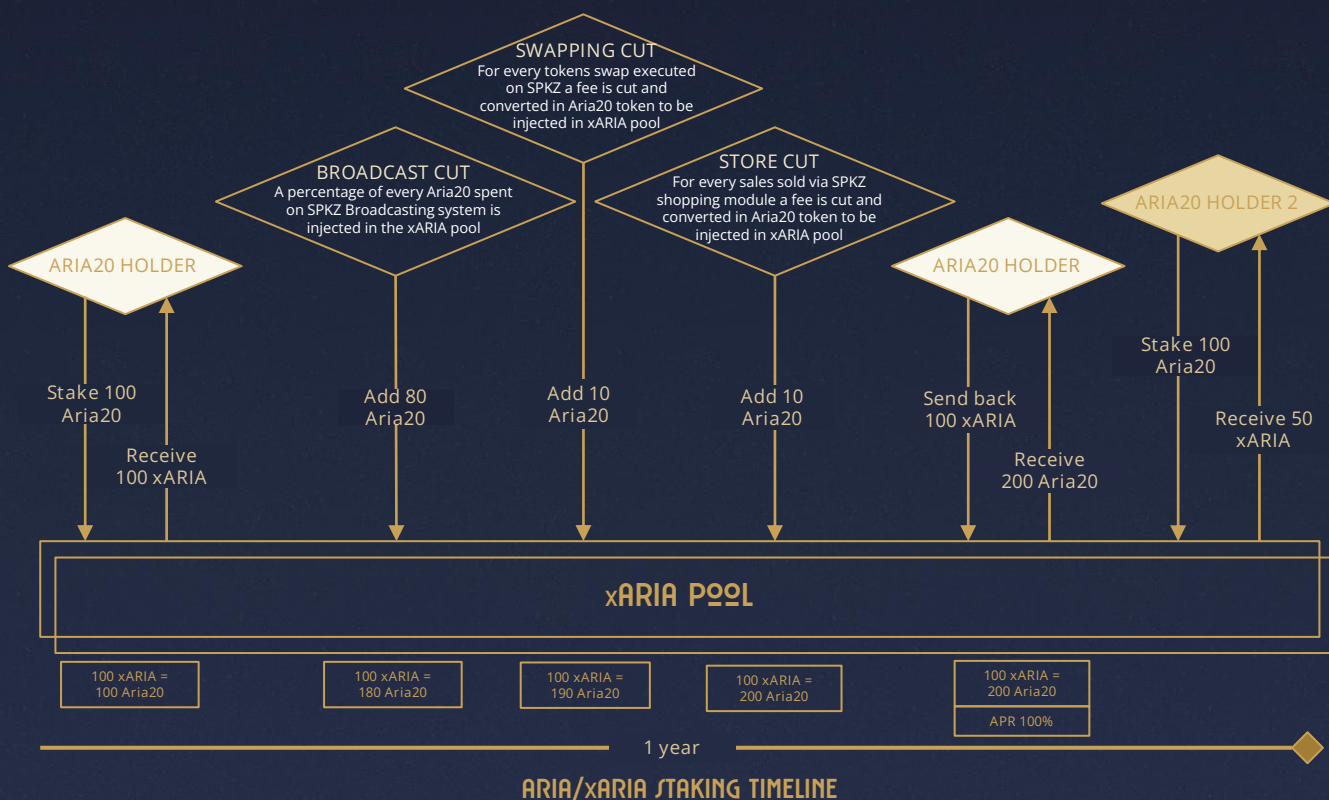 SWAPPING CUT
For every tokens swap executed
on SPKZ a fee is cut and
converted in Aria20 token to be
injected in xARIA pool
BROADCAST CUT
A percentage of every Aria20 spent
on SPKZ Broadcasting system is
injected in the xARIA pool
STORE CUT
For every sales sold via SPKZ
shopping module a fee is cut and
converted in Aria20 token to be
injected in xARIA pool
ARIA20 HOLDER 2
ARIA20 HOLDER
ARIA20 HOLDER
Stake 100
Aria20
Receive
100 xARIA
Add 80
Aria20
Add 10
Aria20
Add 10
Aria20
Send back
100 xARIA
Receive
200 Aria20
Stake 100
Aria20
Receive 50
xARIA
xARIA POOL
100 xARIA =
100 Aria20
100 xARIA =
180 Aria20
100 xARIA =
190 Aria20
100 xARIA =
200 Aria20
100 xARIA =
200 Aria20
APR 100%
1 year
ARIA/xARIA STAKING TIMELINE